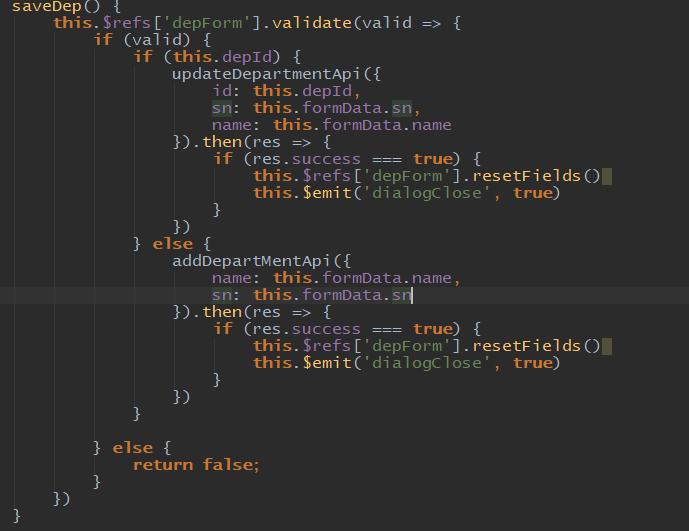 saveDep() {
    this.$refs['depForm'].validate(valid => {
        if (valid) {
            if (this.depId) {
                updateDepartmentApi({
                    id: this.depId,
                    sn: this.formData.sn,
                    name: this.formData.name
                }).then(res => {
                    if (res.success === true) {
                        this.$refs['depForm'].resetFields()
                        this.$emit('dialogClose', true)
                    }
                })
            } else {
                addDepartMentApi({
                    name: this.formData.name,
                    sn: this.formData.sn
                }).then(res => {
                    if (res.success === true) {
                        this.$refs['depForm'].resetFields()
                        this.$emit('dialogClose', true)
                    }
                })
            }

        } else {
            return false;
        }
    })
}